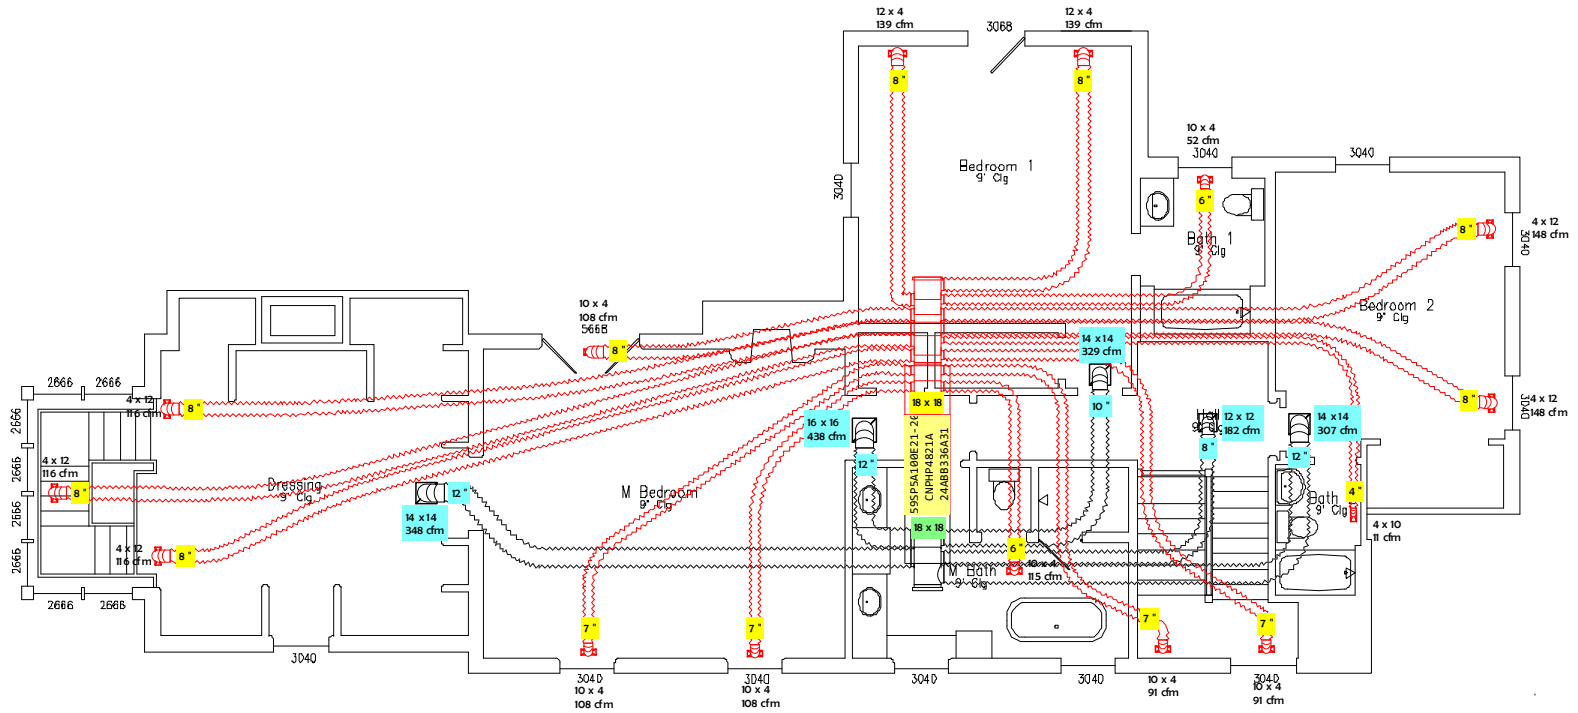 12 x 4
139 cfm
12 x 4
139 cfm
3068
8 "
8 "
10 x 4
52 cfm
3040
3040
3040
Bedroom 1
9' Clg
6 "
Bath 1
9' Clg
8 "
4 x 12
148 cfm
3040
Bedroom 2
9' Clg
10 x 4
108 cfm
5668
8 "
14 x 14
329 cfm
10 "
2666
2666
4 x 12
116 cfm
8 "
2666
18 x 18
16 x 16
438 cfm
12 "
12 x 12
182 cfm
8 "
14 x 14
307 cfm
12 "
8 "
4 x 12
148 cfm
3040
4 x 12
116 cfm
8 "
2666
Dressing
9' Clg
12 "
14 x 14
348 cfm
M Bedroom
9' Clg
CNPHP4821A
24ABB336A31
18 x 18
4 "
Bath
9' Clg
4 x 10
11 cfm
2666
2666
4 x 12
116 cfm
8 "
6 "
10 x 4
115 cfm
M Bath
9' Clg
2666
2666
3040
7 "
7 "
7 "
7 "
3040
10 x 4
108 cfm
3040
10 x 4
108 cfm
3040
3040
10 x 4
91 cfm
3040
10 x 4
91 cfm